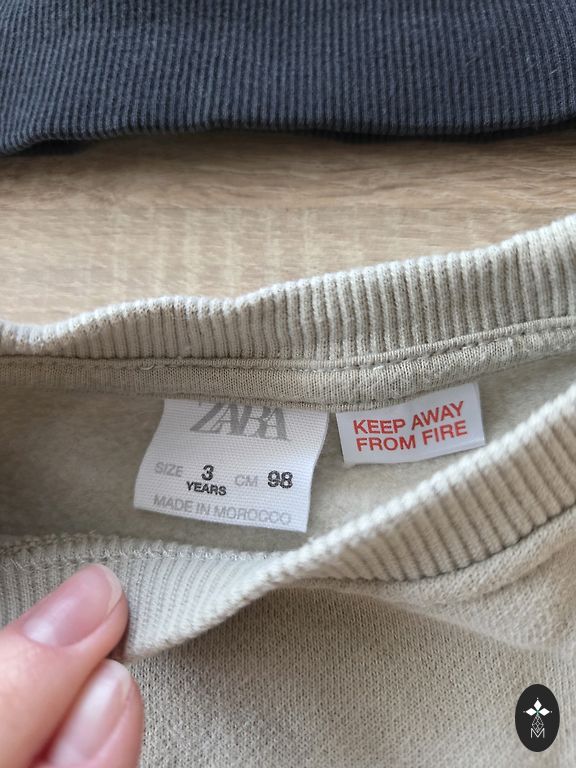 ZARA
SIZE 3 YEARS CM 98
MADE IN MOROCCO
KEEP AWAY
FROM FIRE
M